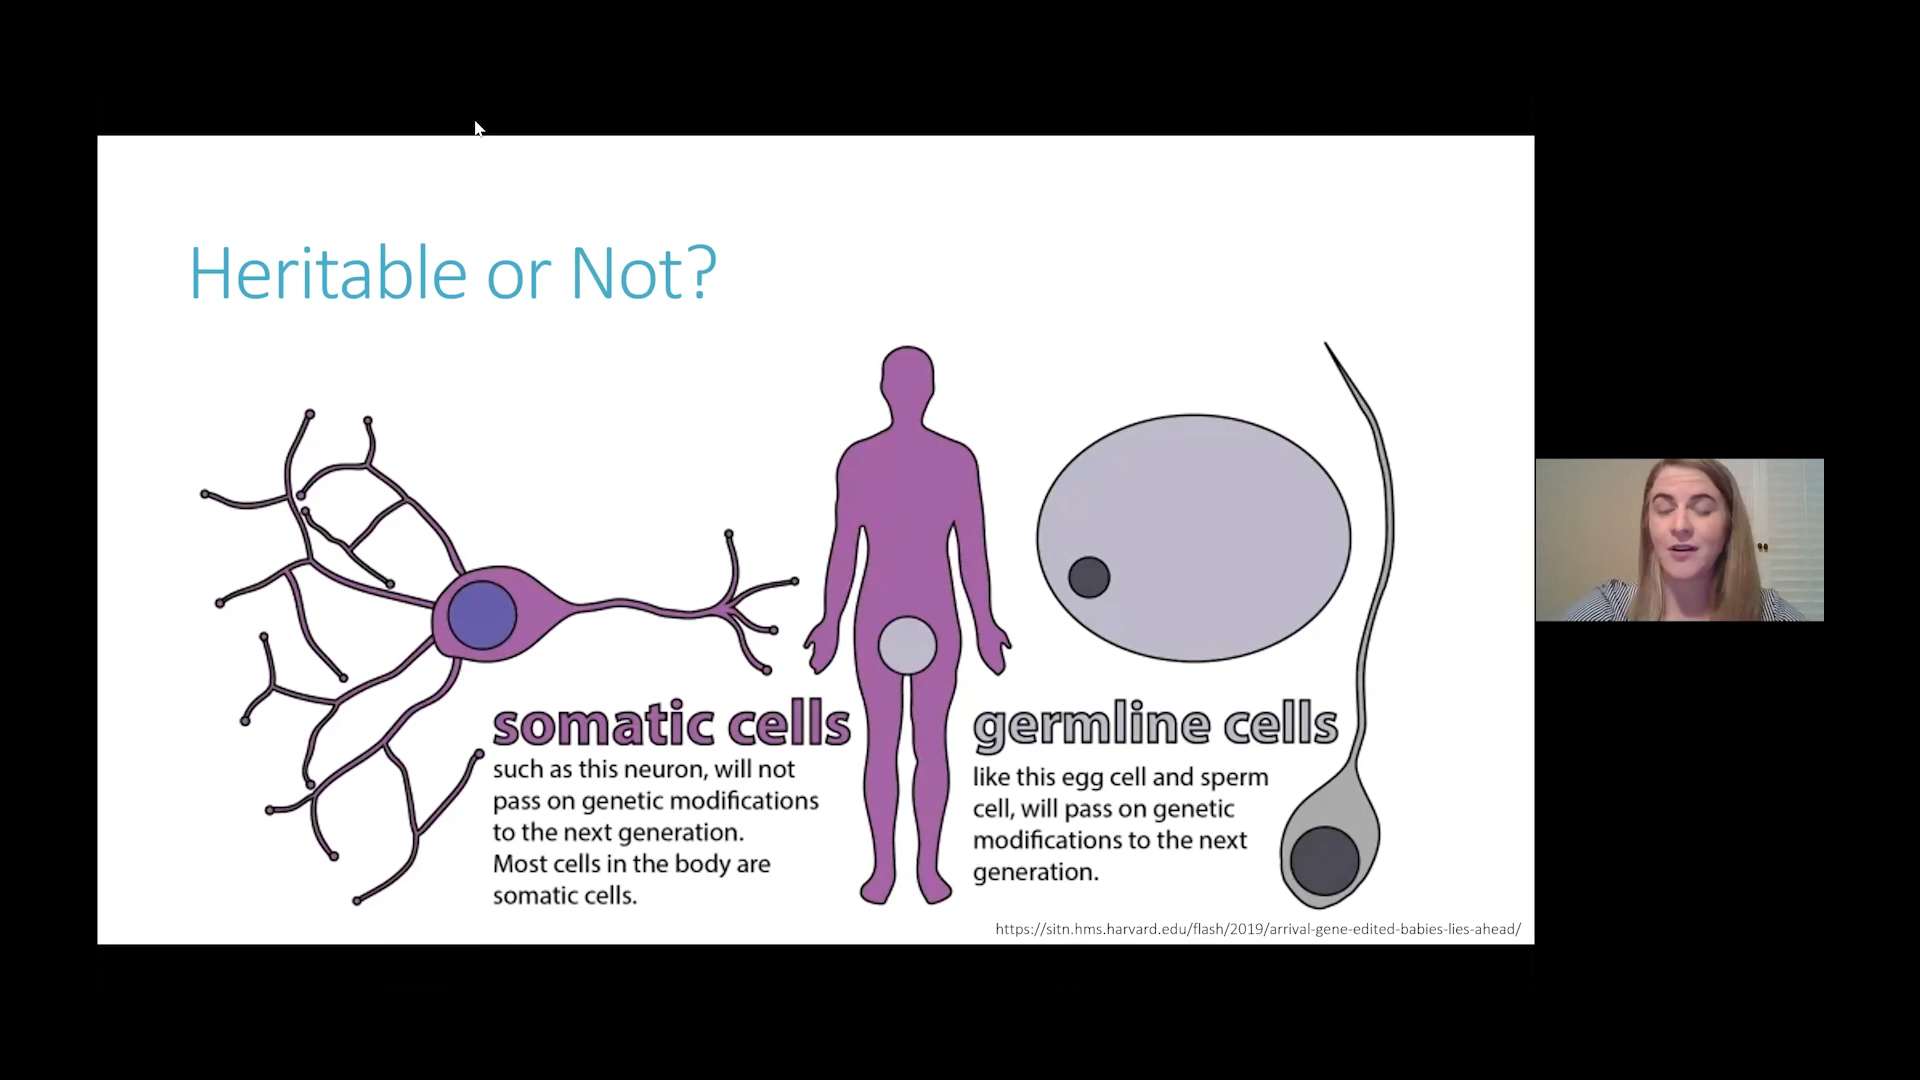 Heritable or Not?
somatic cells
such as this neuron, will not
pass on genetic modifications
to the next generation.
Most cells in the body are
somatic cells.
germline cells
like this egg cell and sperm
cell, will pass on genetic
modifications to the next
generation.
https://sitn.hms.harvard.edu/flash/2019/arrival-gene-edited-babies-lies-ahead/